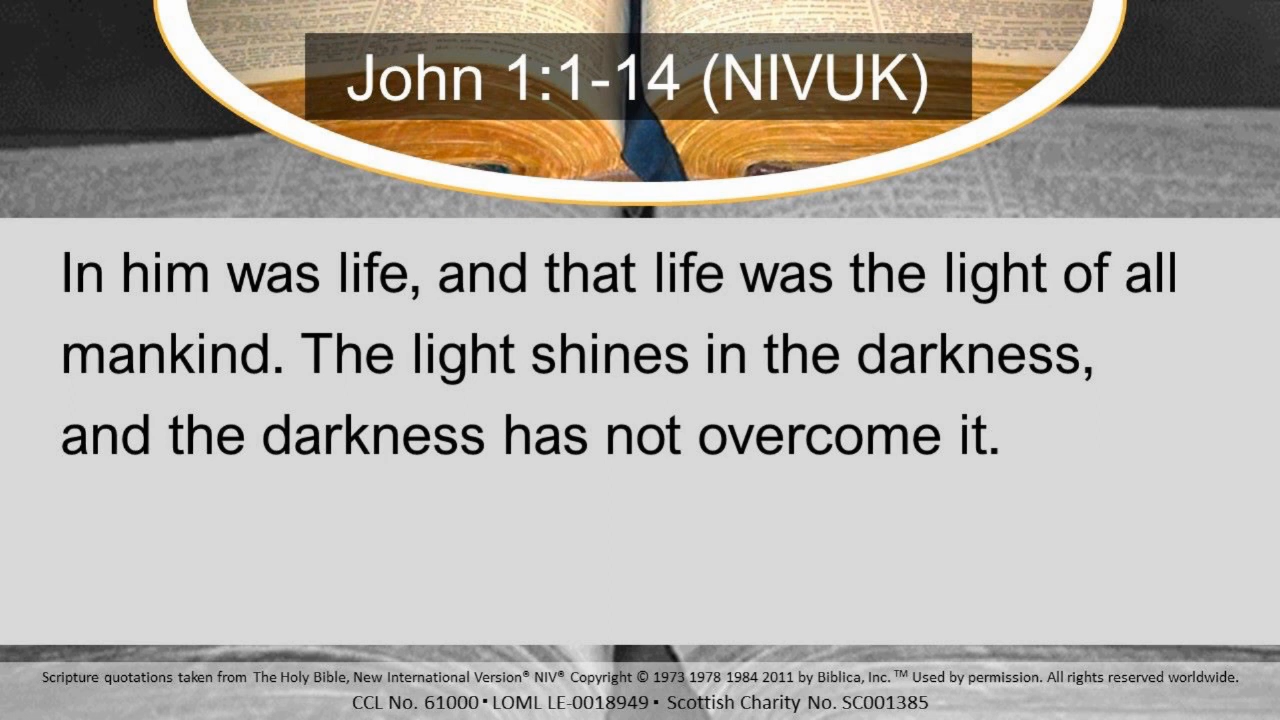 John 1:1-14 (NIVUK)
In him was life, and that life was the light of all
mankind. The light shines in the darkness,
and the darkness has not overcome it.
Scripture quotations taken from The Holy Bible, New International Version® NIV® Copyright © 1973 1978 1984 2011 by Biblica, Inc.™ Used by permission. All rights reserved worldwide.
CCL No. 61000▪LOML LE-0018949▪ Scottish Charity No. SC001385